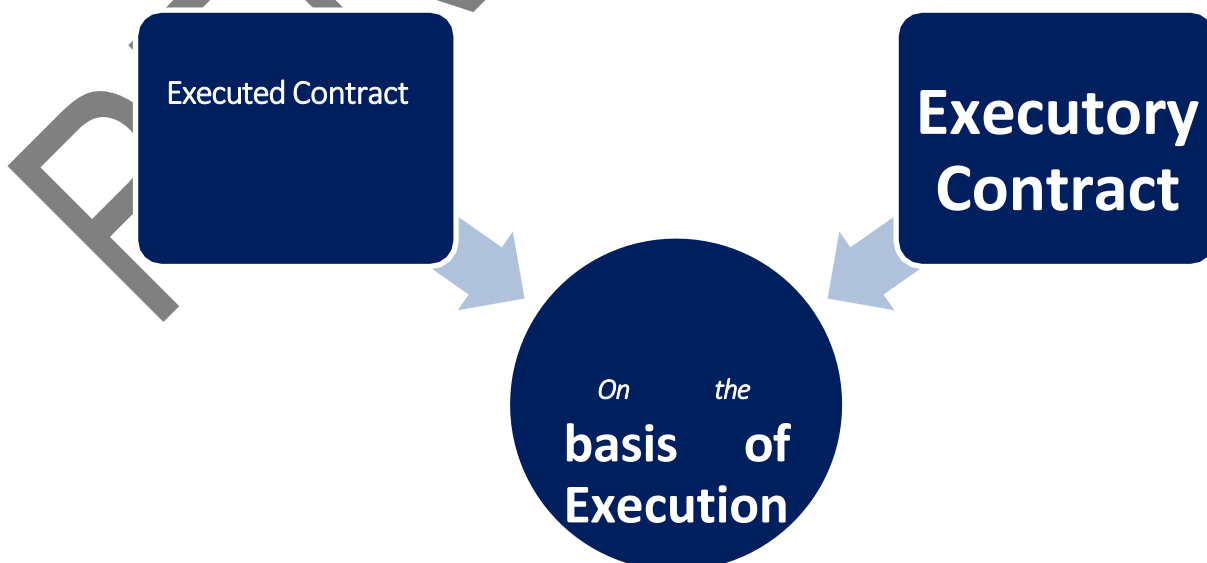 Executed Contract
Executory
Contract
On the
basis of
Execution